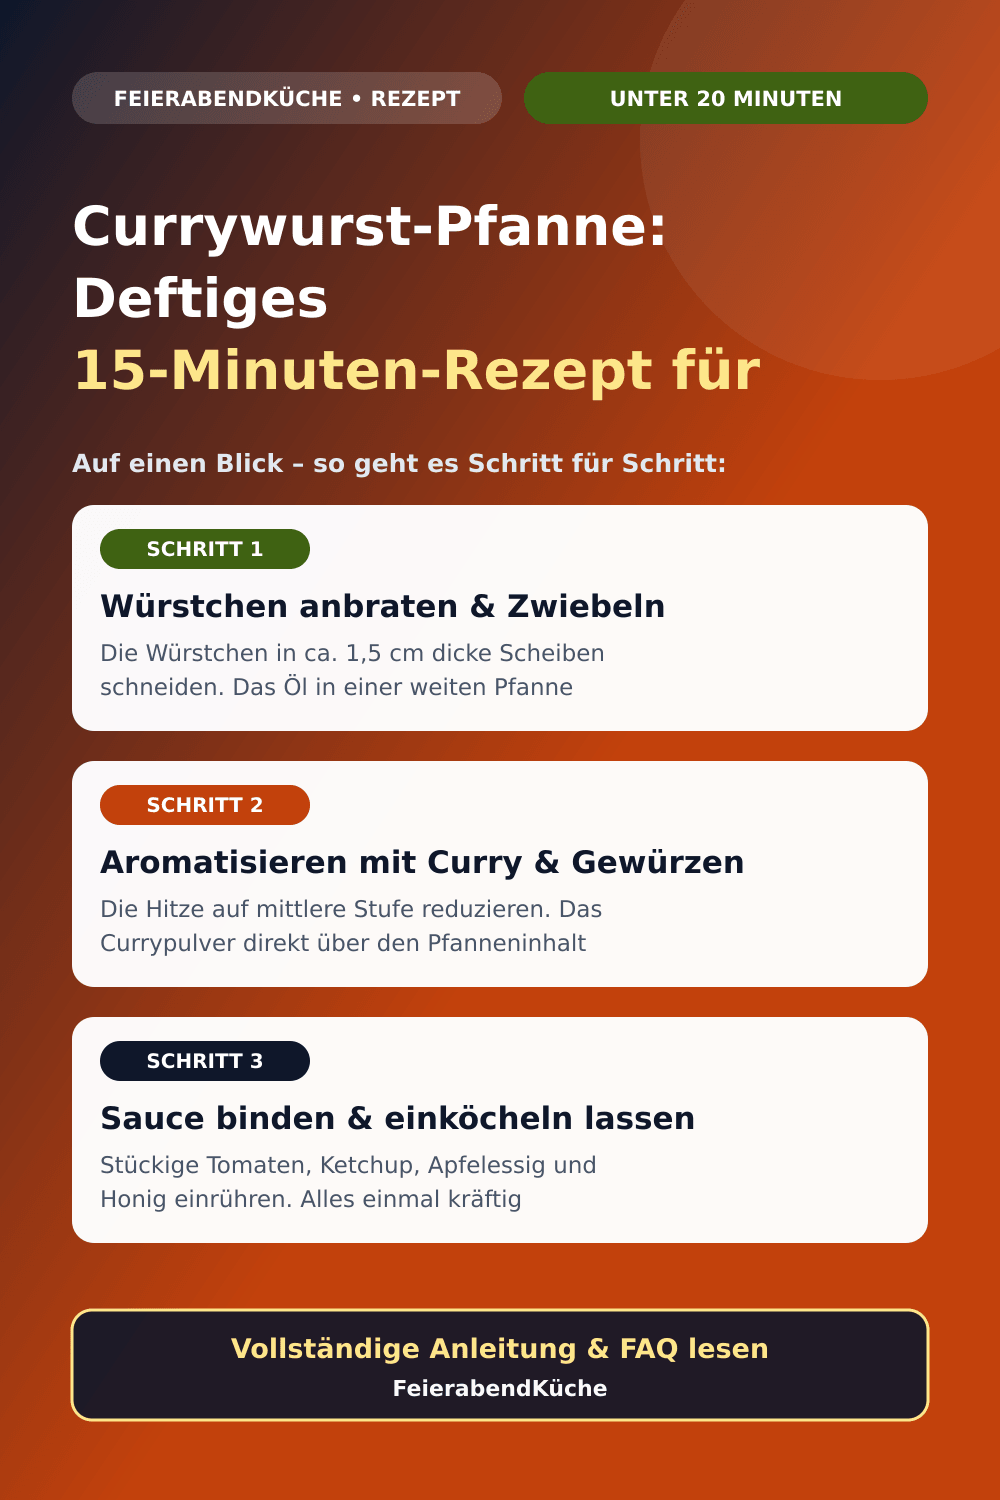 FEIERABENDKÜCHE • REZEPT
UNTER 20 MINUTEN
Currywurst-Pfanne:
Deftiges
15-Minuten-Rezept für
Auf einen Blick – so geht es Schritt für Schritt:
SCHRITT 1
Würstchen anbraten & Zwiebeln
Die Würstchen in ca. 1,5 cm dicke Scheiben
schneiden. Das Öl in einer weiten Pfanne
SCHRITT 2
Aromatisieren mit Curry & Gewürzen
Die Hitze auf mittlere Stufe reduzieren. Das
Currypulver direkt über den Pfanneninhalt
SCHRITT 3
Sauce binden & einköcheln lassen
Stückige Tomaten, Ketchup, Apfelessig und
Honig einrühren. Alles einmal kräftig
Vollständige Anleitung & FAQ lesen
FeierabendKüche